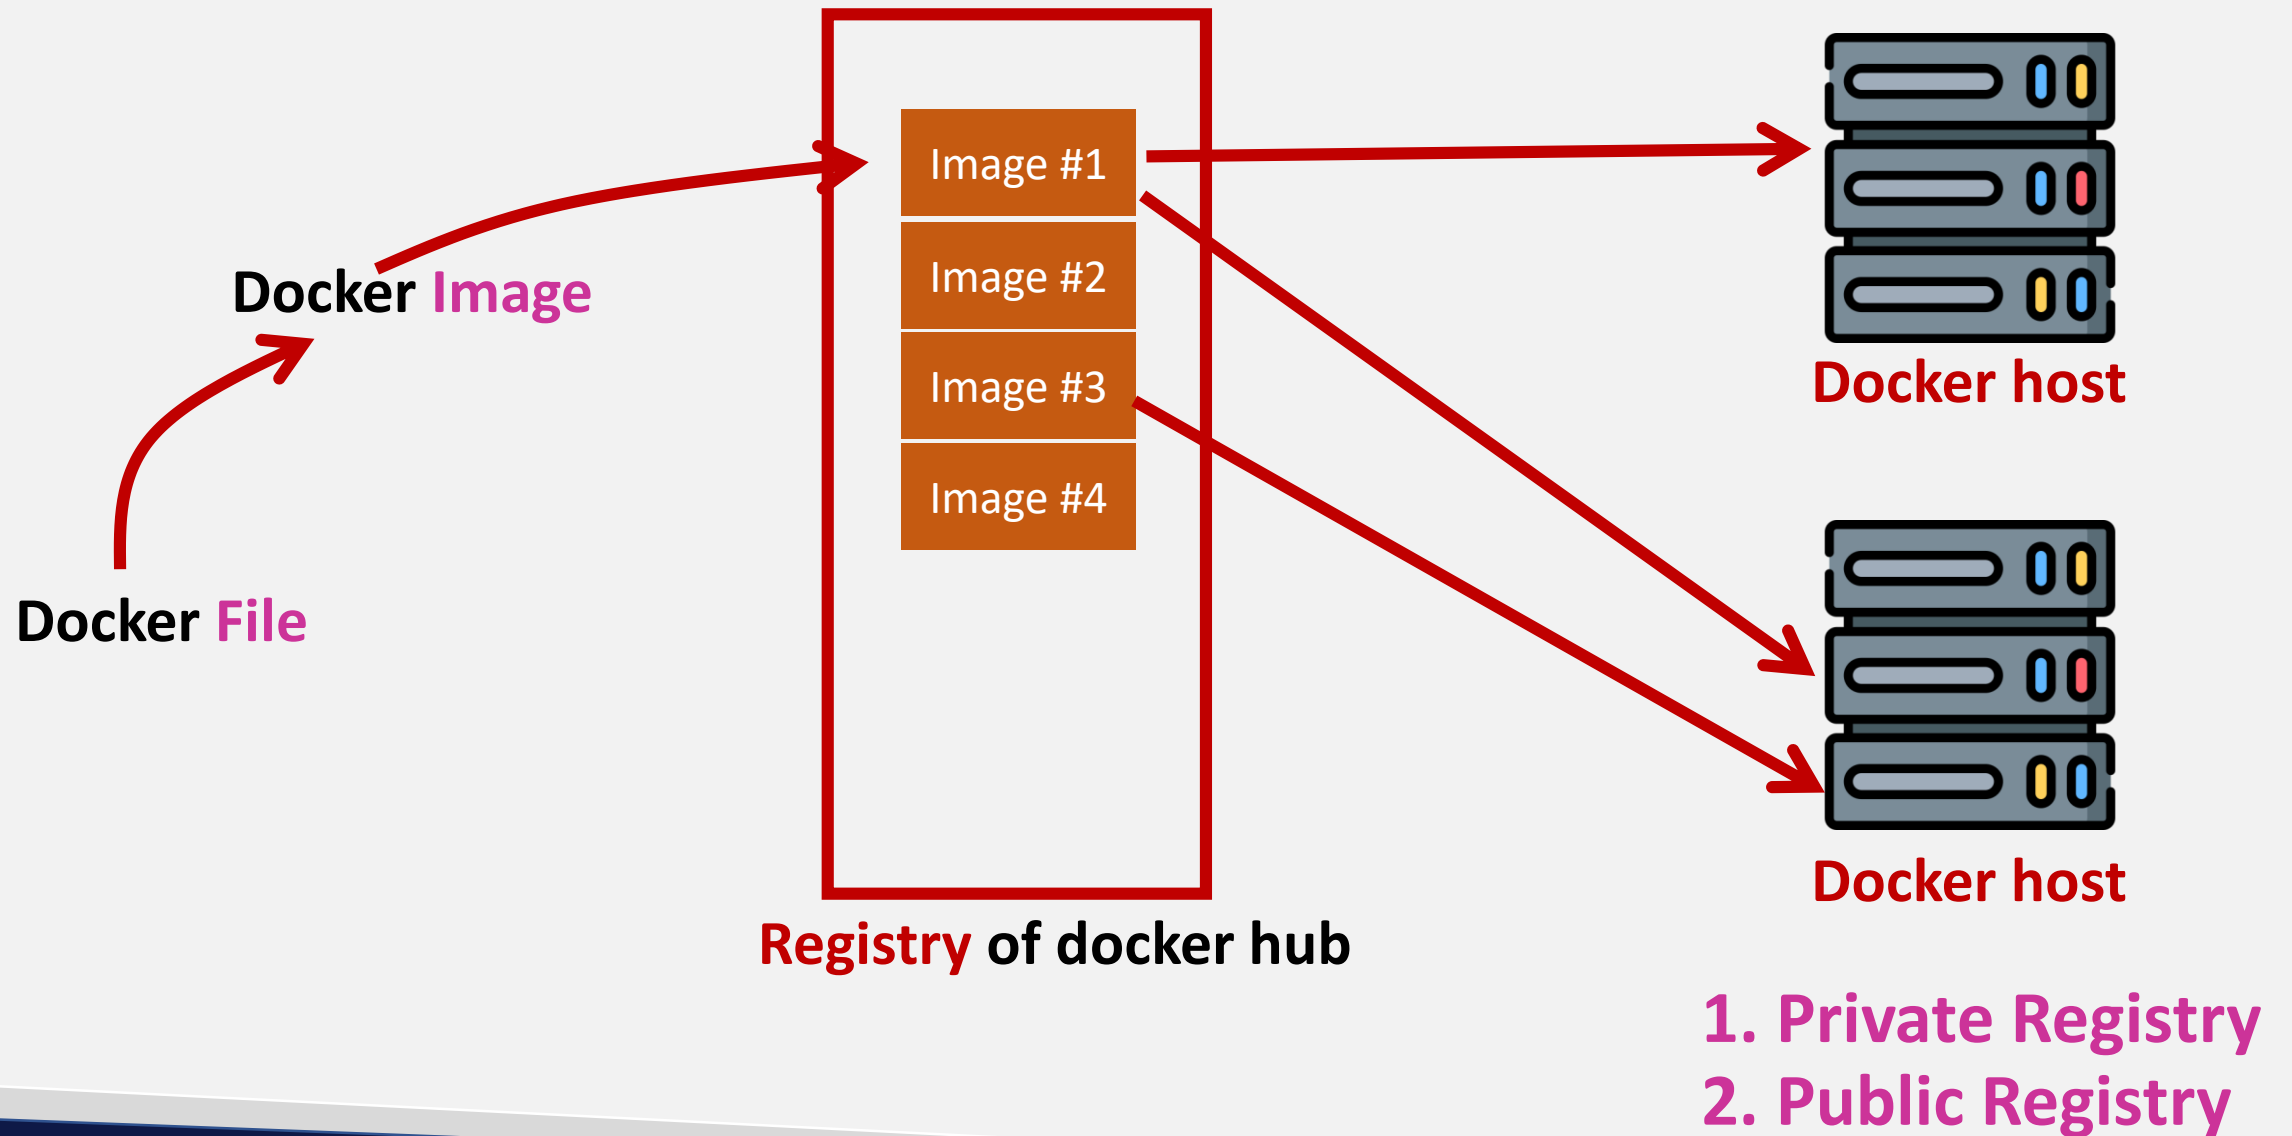 Image #1
Image #2
Image #3
Image #4
Docker Image
Docker File
Docker host
Docker host
Registry of docker hub
1. Private Registry
2. Public Registry